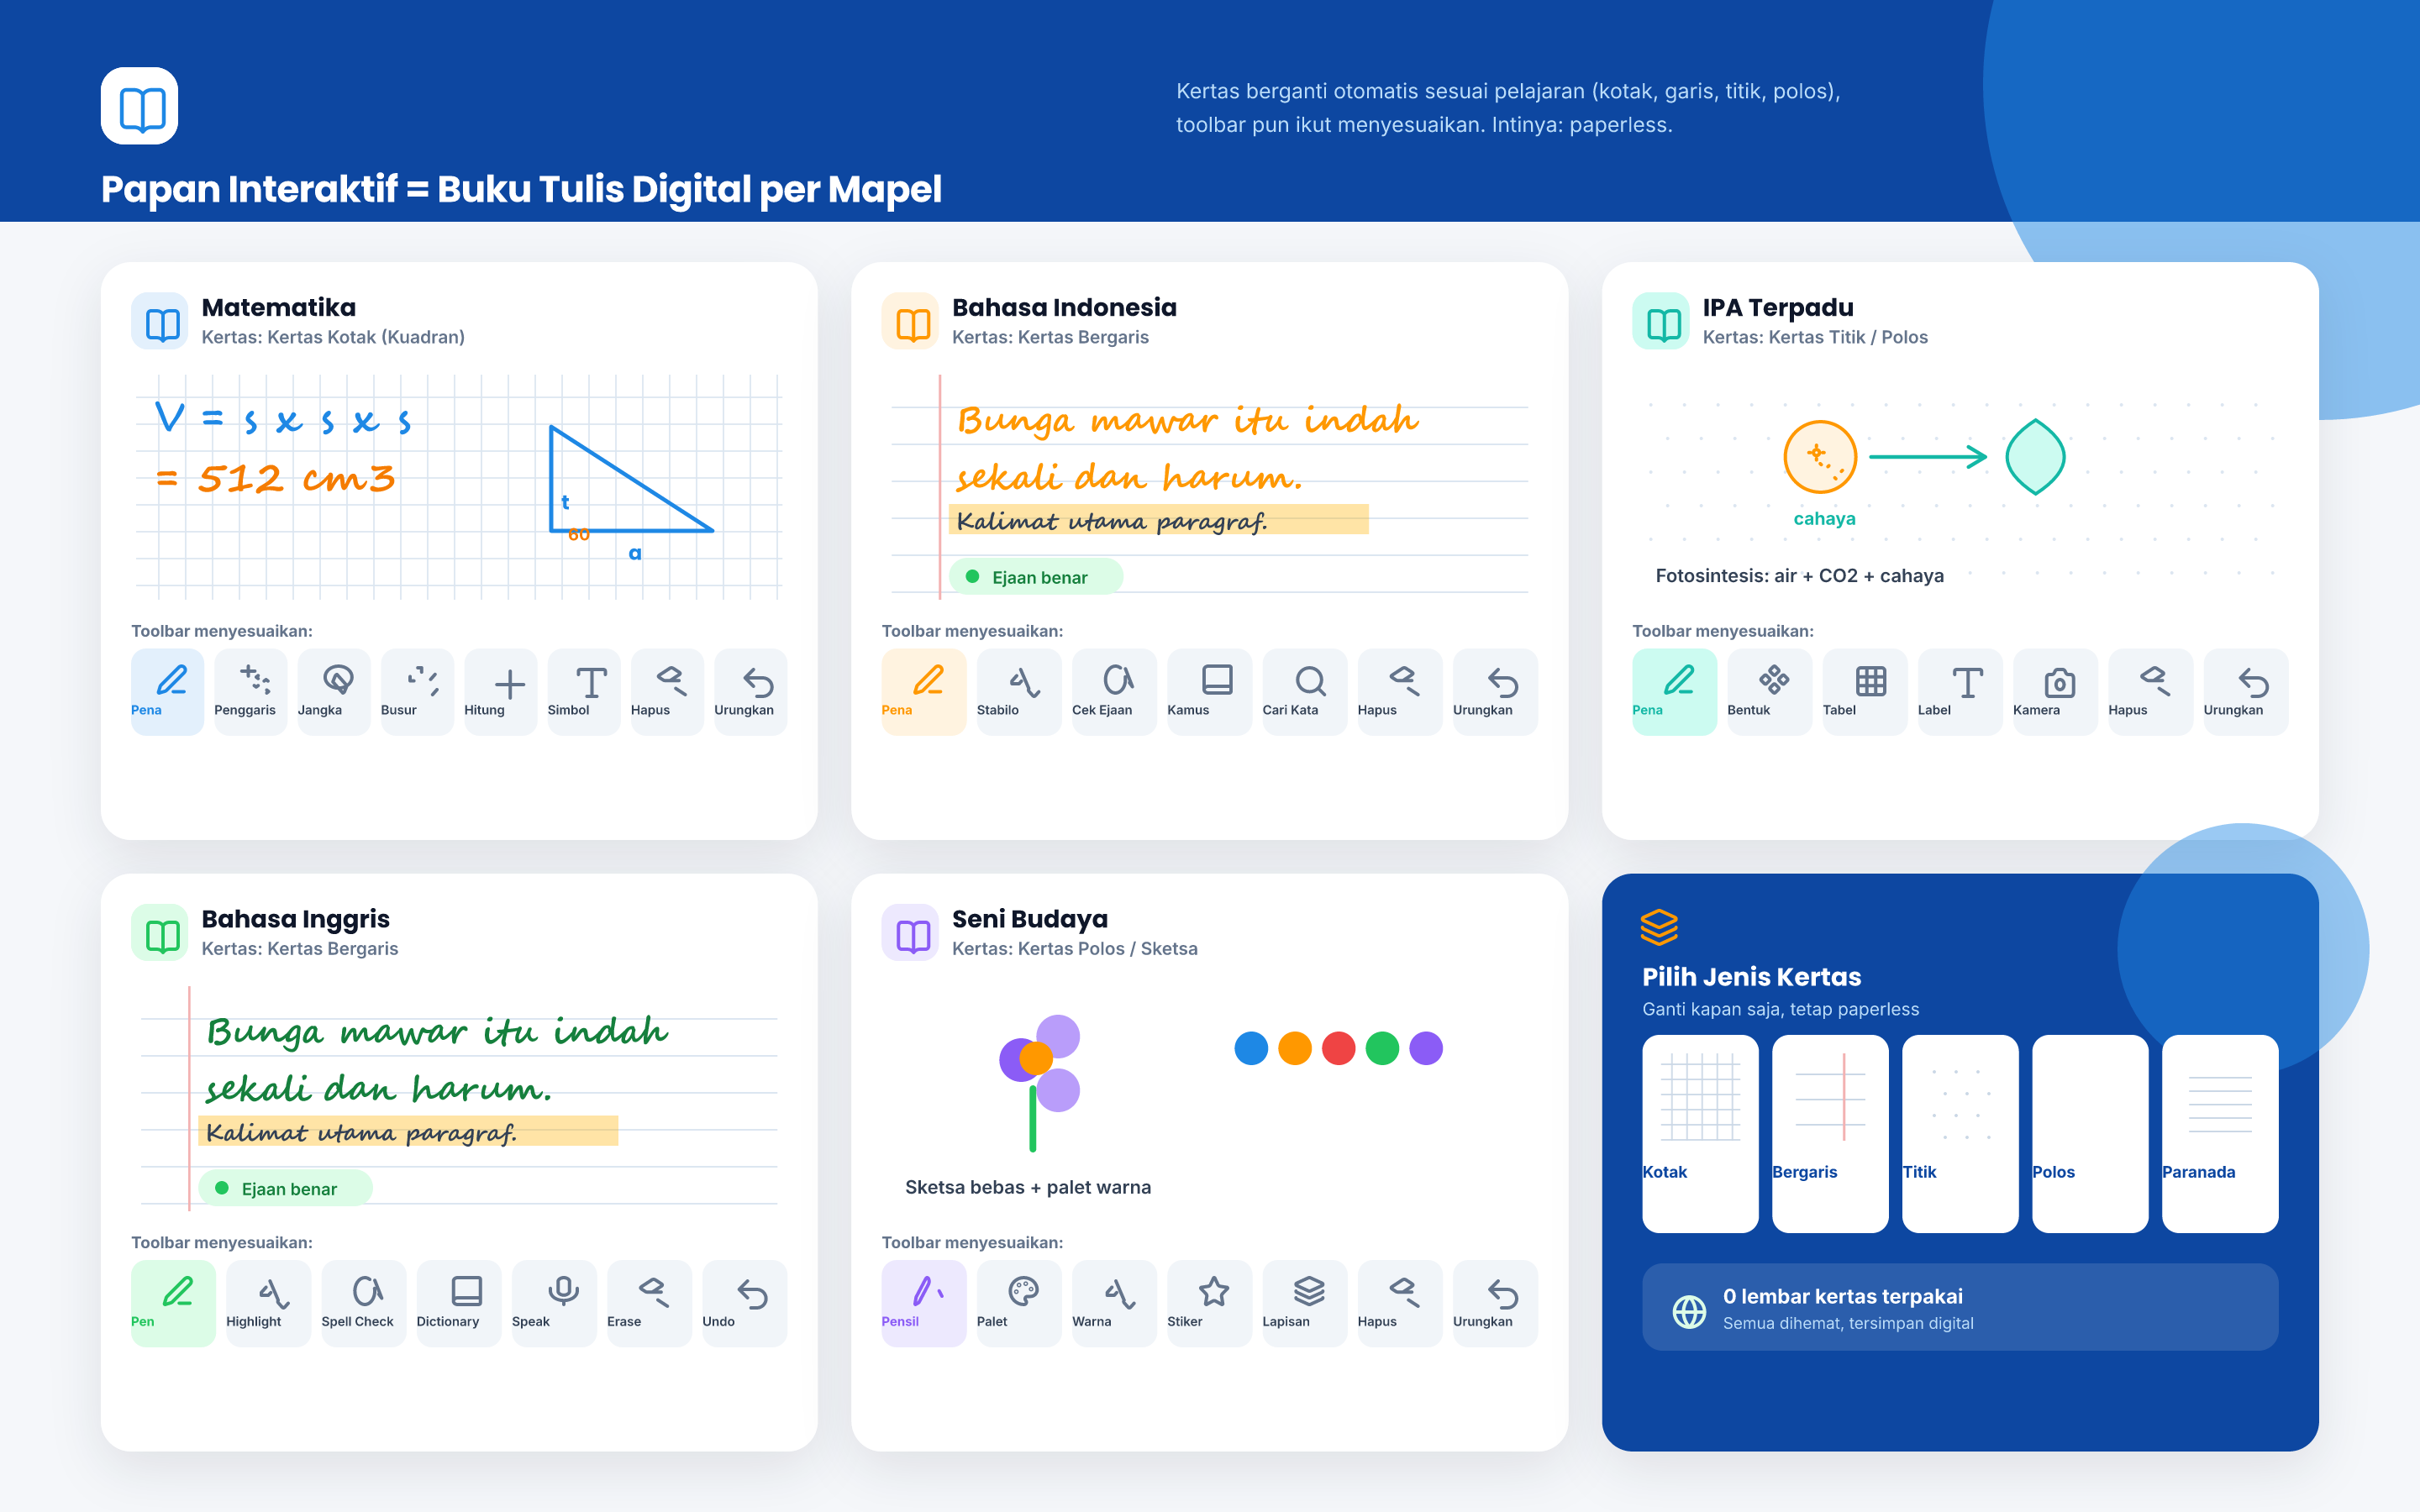 Kertas berganti otomatis sesuai pelajaran (kotak, garis, titik, polos),
toolbar pun ikut menyesuaikan. Intinya: paperless.
Papan Interaktif = Buku Tulis Digital per Mapel
Matematika
Kertas: Kertas Kotak (Kuadran)
V = s x s x s
= 512 cm3
t
60
a
Toolbar menyesuaikan:
Pena Penggaris Jangka Busur Hitung Simbol Hapus Urungkan
Bahasa Indonesia
Kertas: Kertas Bergaris
Bunga mawar itu indah
sekali dan harum.
Kalimat utama paragraf.
Ejaan benar
Toolbar menyesuaikan:
Pena Stabilo Cek Ejaan Kamus Cari Kata Hapus Urungkan
IPA Terpadu
Kertas: Kertas Titik / Polos
cahaya
Fotosintesis: air + CO2 + cahaya
Toolbar menyesuaikan:
Pena Bentuk Tabel Label Kamera Hapus Urungkan
Bahasa Inggris
Kertas: Kertas Bergaris
Bunga mawar itu indah
sekali dan harum.
Kalimat utama paragraf.
Ejaan benar
Toolbar menyesuaikan:
Pen Highlight Spell Check Dictionary Speak Erase Undo
Seni Budaya
Kertas: Kertas Polos / Sketsa
Sketsa bebas + palet warna
Toolbar menyesuaikan:
Pensil Palet Warna Stiker Lapisan Hapus Urungkan
Pilih Jenis Kertas
Ganti kapan saja, tetap paperless
Kotak Bergaris Titik Polos Paranada
0 lembar kertas terpakai
Semua dihemat, tersimpan digital